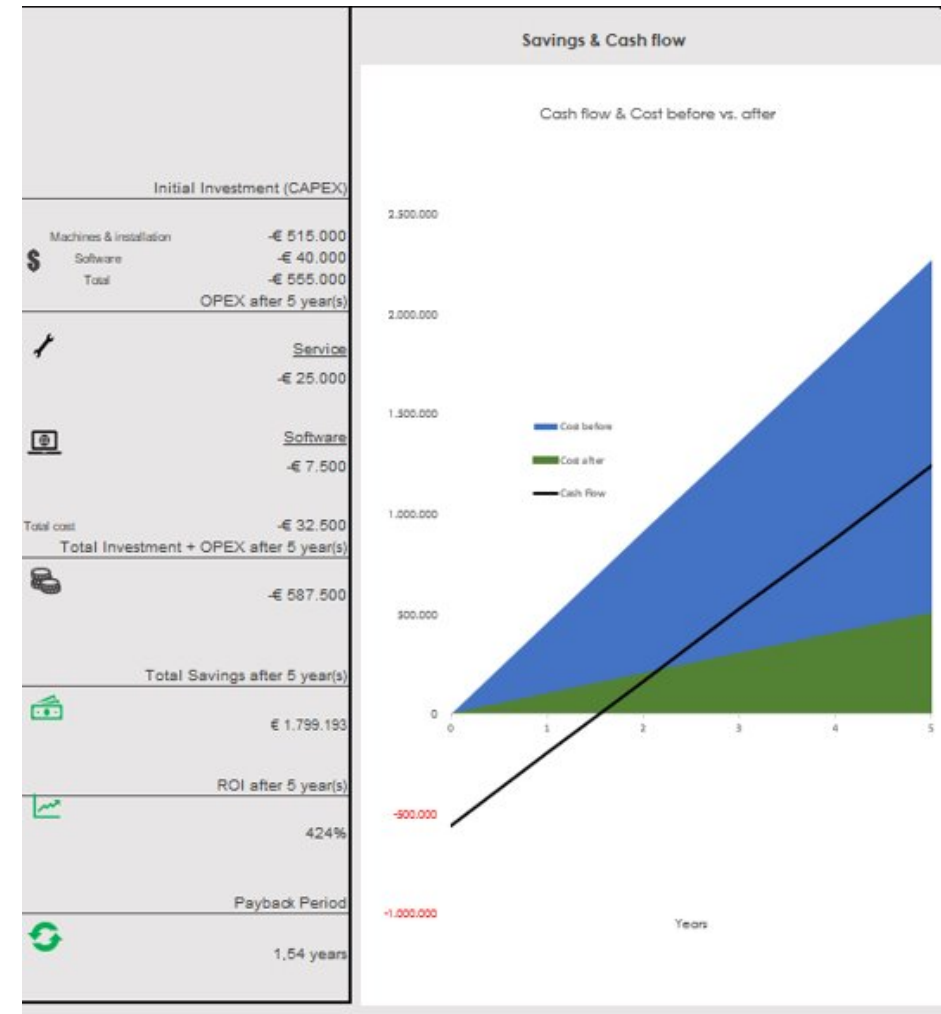 Savings & Cash flow
Initial Investment (CAPEX)
Machines & installation -€ 515.000
$ Software -€ 40.000
Total -€ 555.000
OPEX after 5 year(s)
Service
-€ 25.000
Software
-€ 7.500
Total cost -€ 32.500
Total Investment + OPEX after 5 year(s)
-€ 587.500
Total Savings after 5 year(s)
€ 1.799.193
ROI after 5 year(s)
424%
Payback Period
1,54 years
Cash flow & Cost before vs. after
2.500.000
2.000.000
1.500.000
Cost before
Cost after
Cash Flow
1.000.000
500.000
0
0 1 2 3 4 5
-500.000
-1.000.000
Years